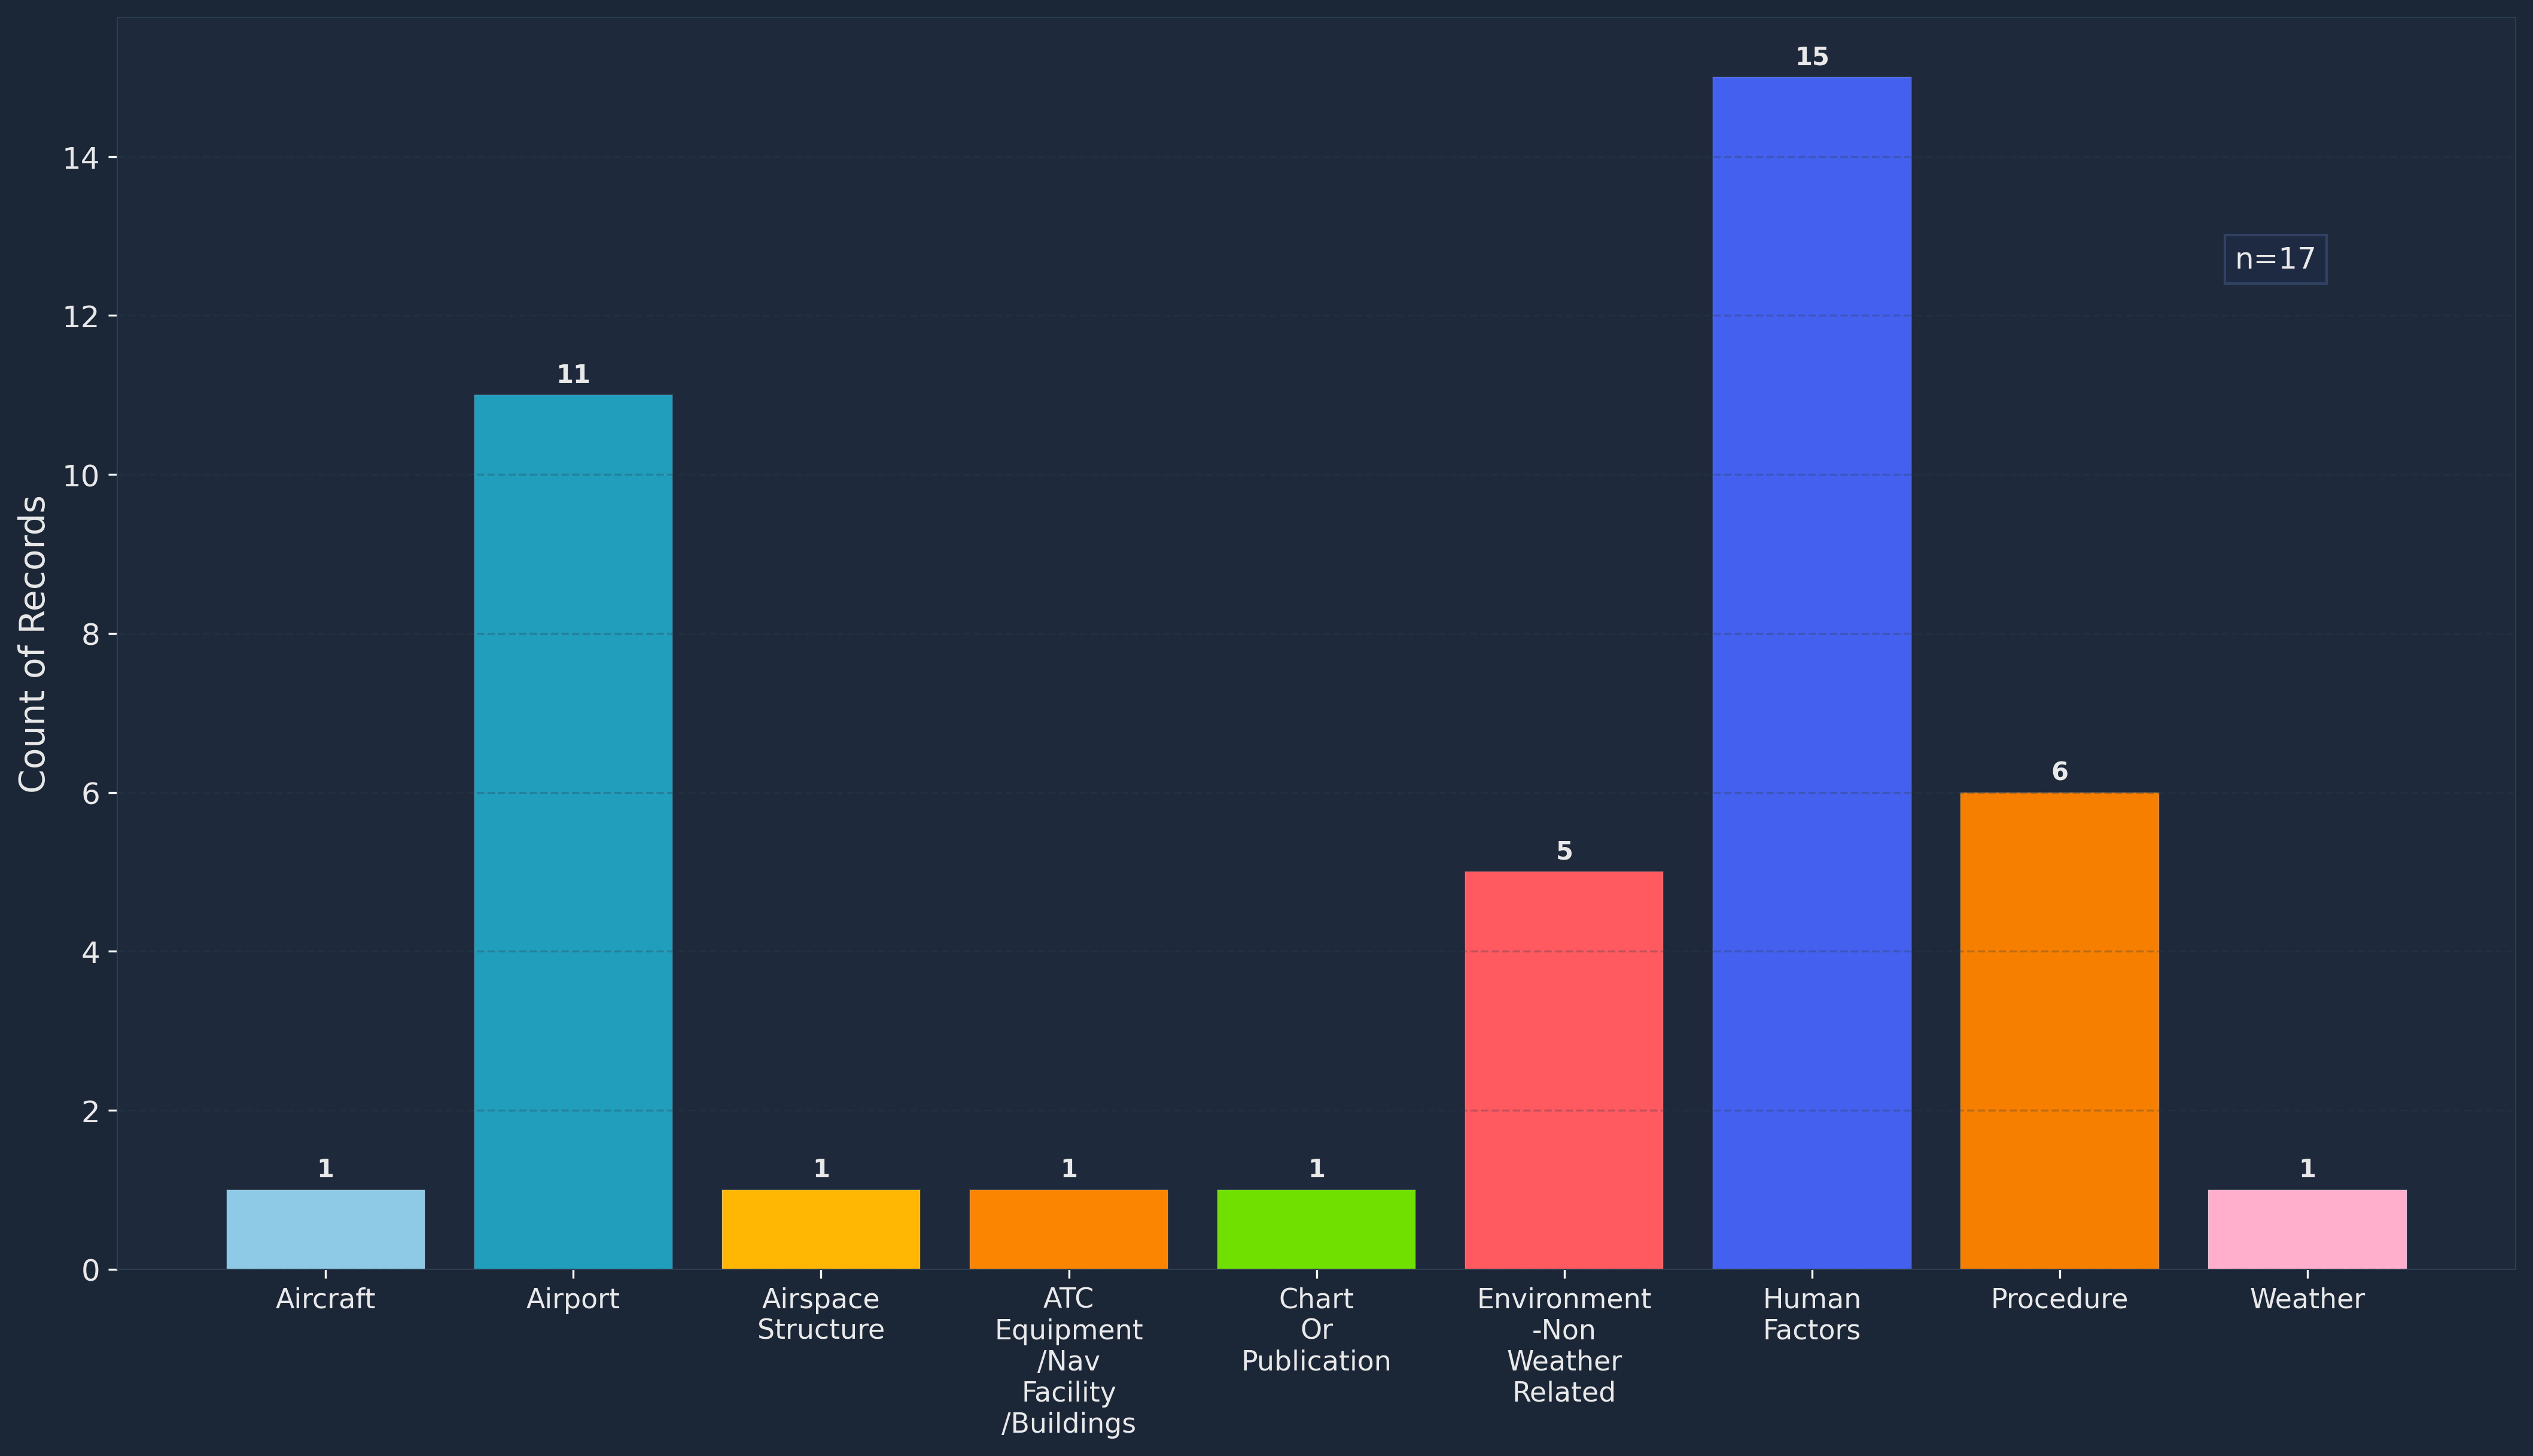 15
14
n=17
12
11
10
8
6
6
5
4
2
1
1
1
1
1
0
Count of Records
Aircraft
Airport
Airspace
Structure
ATC
Equipment
/Nav
Facility
/Buildings
Chart
Or
Publication
Environment
-Non
Weather
Related
Human
Factors
Procedure
Weather